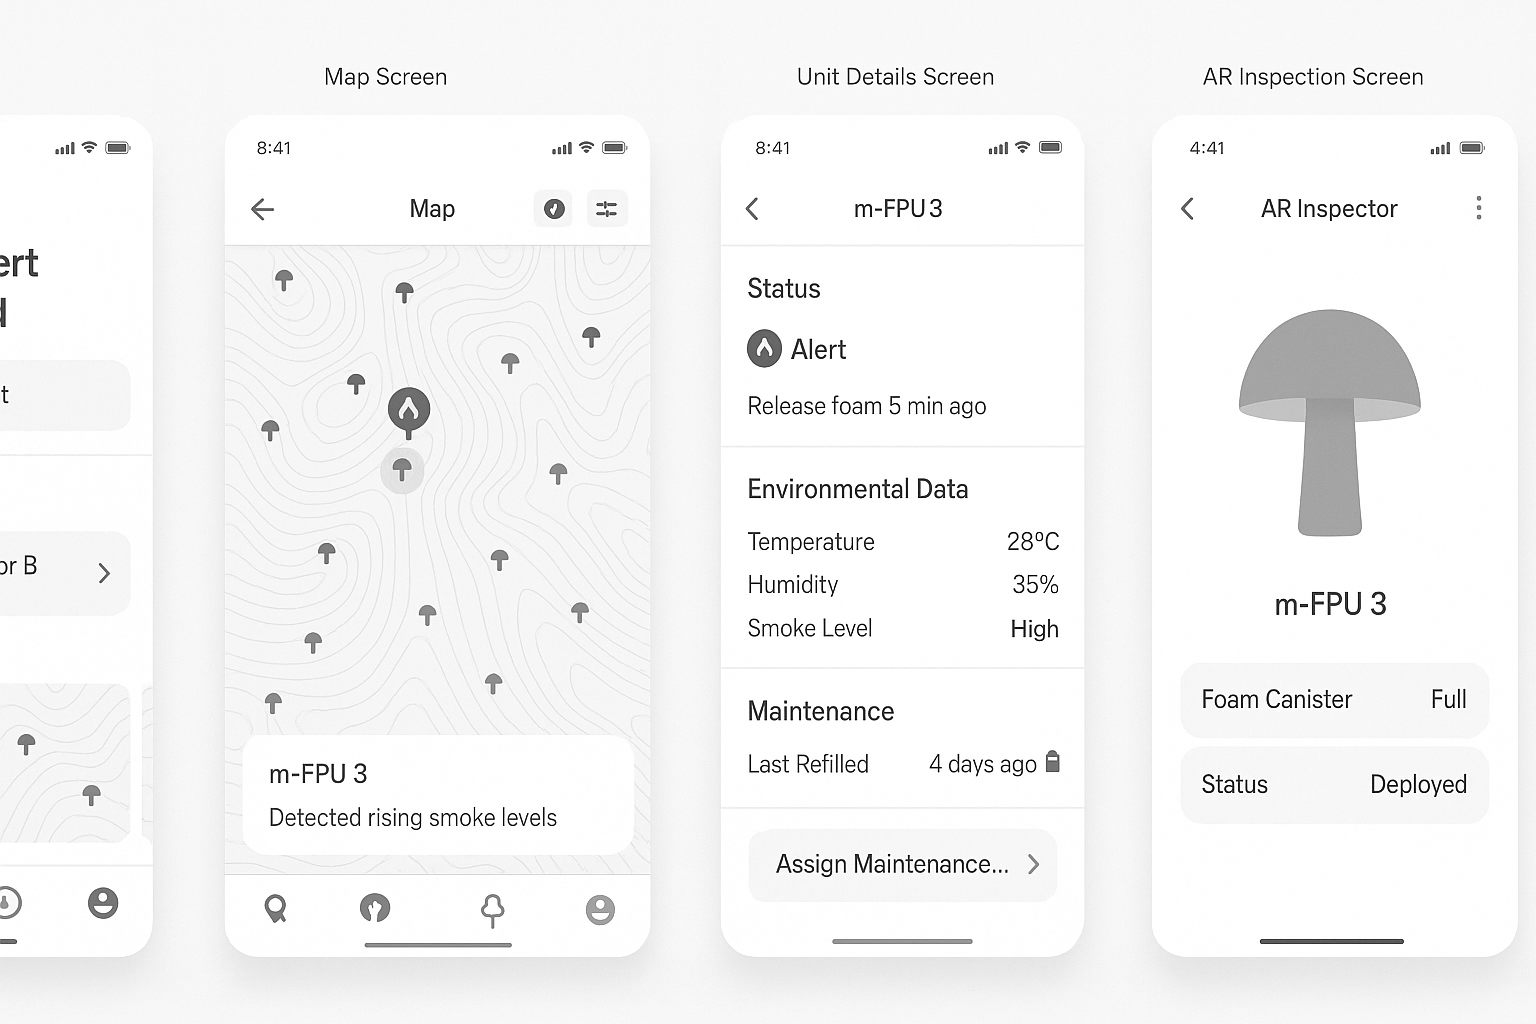 Map Screen
Unit Details Screen
AR Inspection Screen
ert
d
t
or B
8:41
Map
m-FPU 3
Detected rising smoke levels
8:41
m-FPU 3
Status
Alert
Release foam 5 min ago
Environmental Data
Temperature 28ºC
Humidity 35%
Smoke Level High
Maintenance
Last Refilled 4 days ago
Assign Maintenance...
4:41
AR Inspector
m-FPU 3
Foam Canister Full
Status Deployed